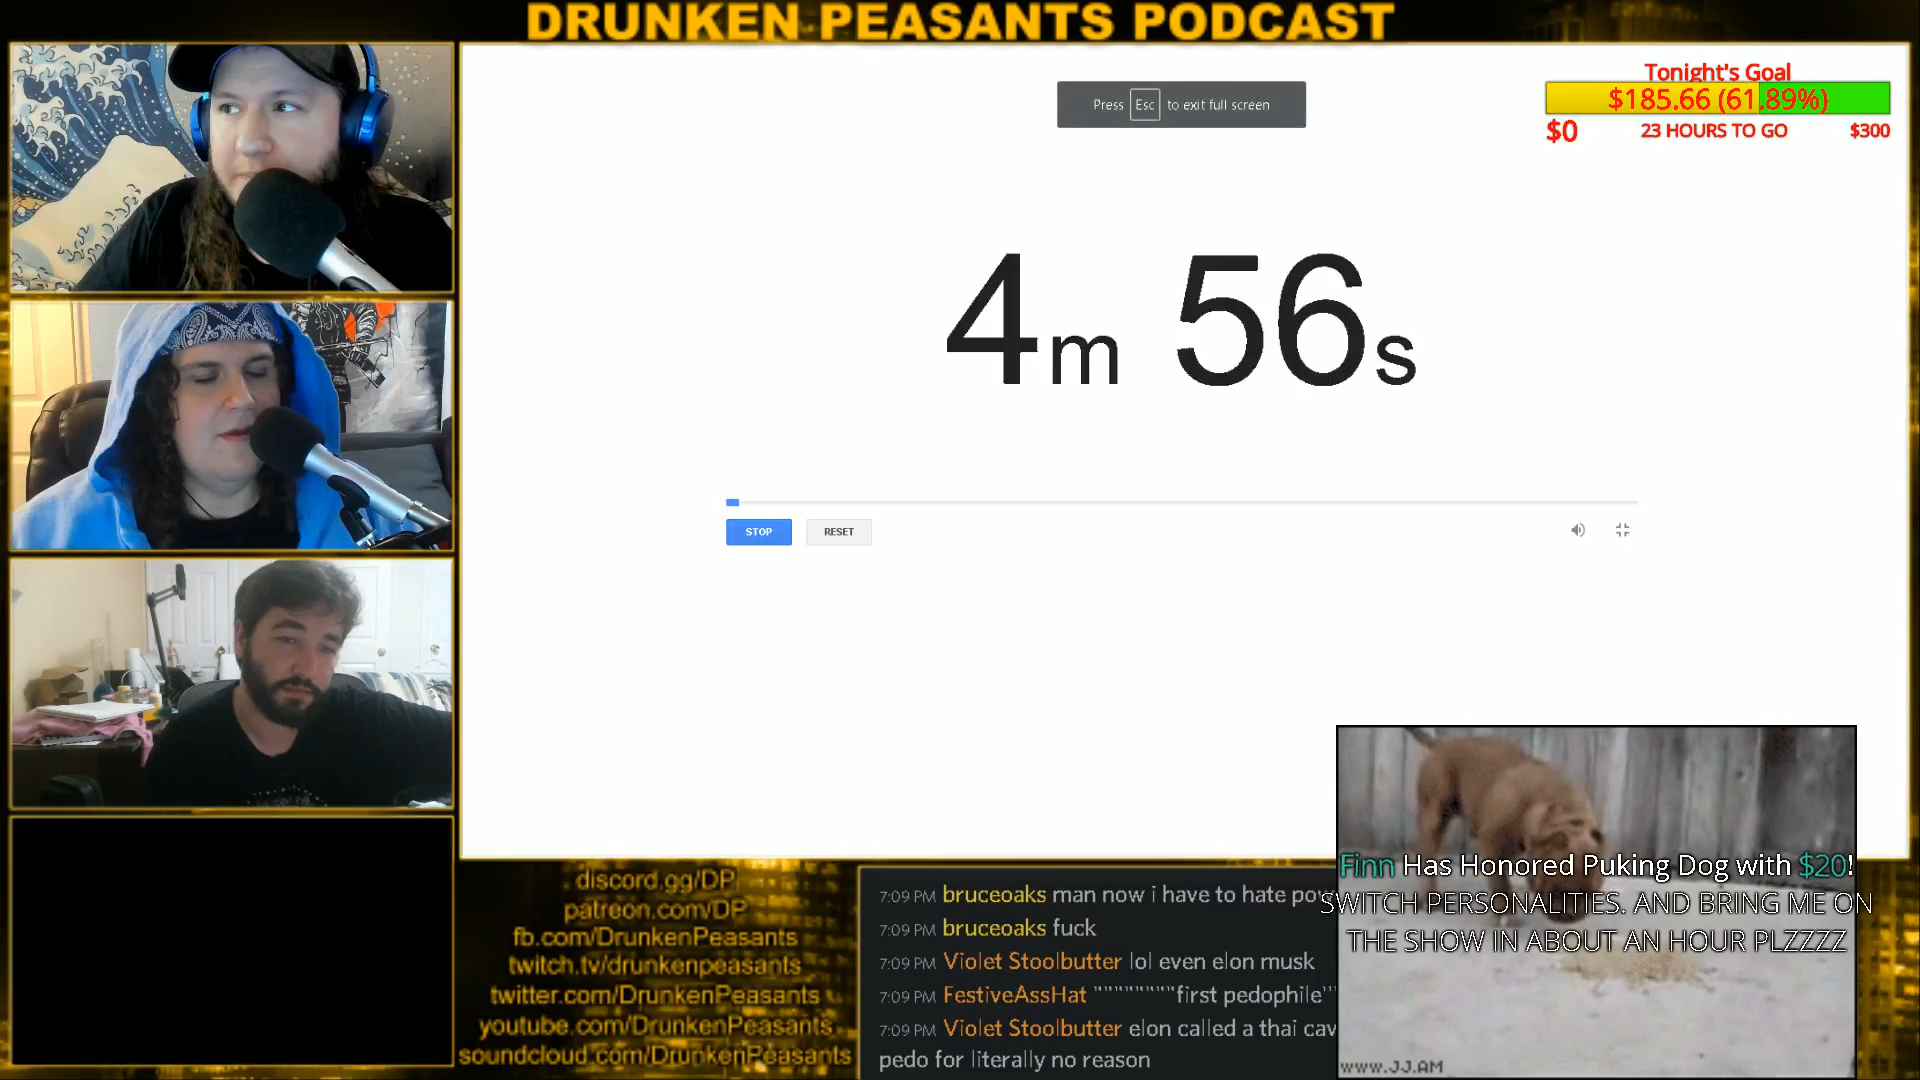 DRUNKEN PEASANTS PODCAST
Press Esc to exit full screen
Tonight's Goal
$185.66 (61.89%)
$0 23 HOURS TO GO $300
4m 56s
STOP RESET
discord.gg/DP
patreon.com/DP
fb.com/DrunkenPeasants
twitch.tv/drunkenpeasants
twitter.com/DrunkenPeasants
youtube.com/DrunkenPeasants
soundcloud.com/DrunkenPeasants
7:09 PM bruceoaks man now i have to hate pow
7:09 PM bruceoaks fuck
7:09 PM Violet Stoolbutter lol even elon musk
7:09 PM FestiveAssHat """""""""first pedophile""
7:09 PM Violet Stoolbutter elon called a thai cav
pedo for literally no reason
Finn Has Honored Puking Dog with $20!
SWITCH PERSONALITIES. AND BRING ME ON
THE SHOW IN ABOUT AN HOUR PLZZZZ
www.JJ.AM